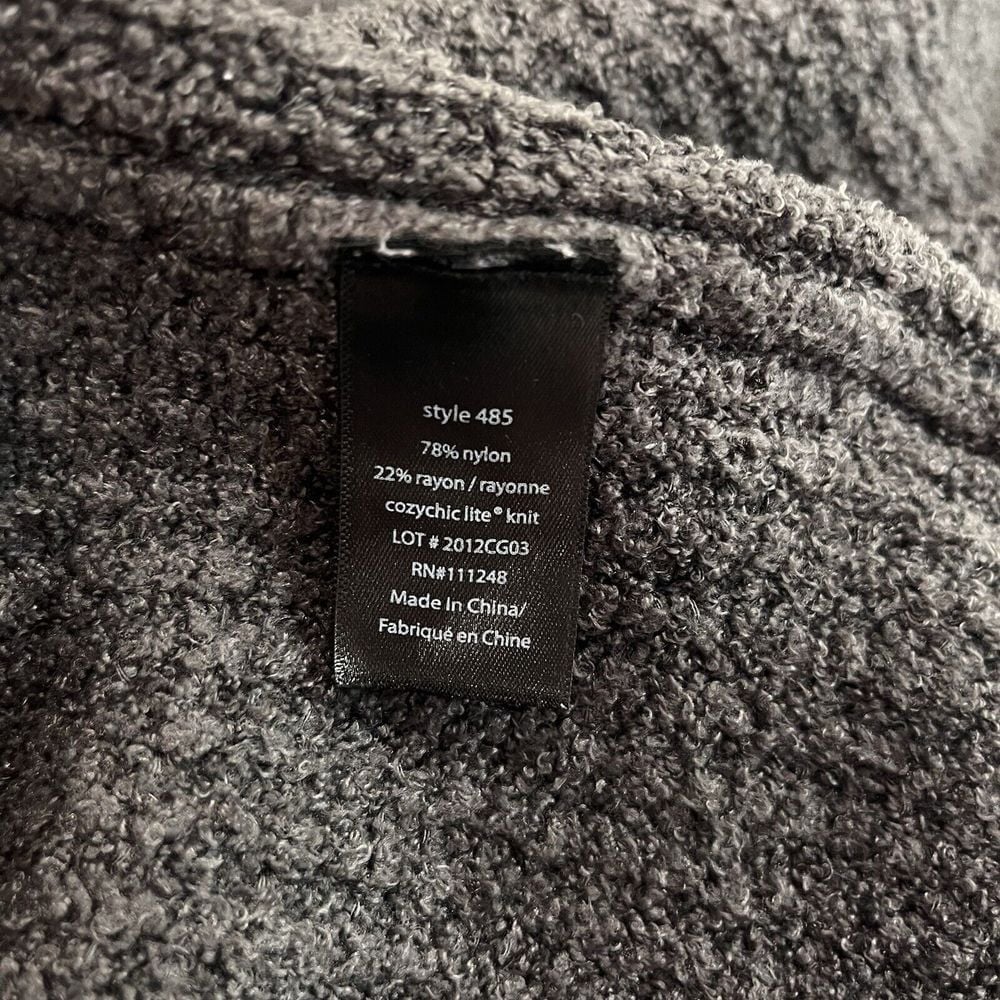 style 485
78% nylon
22% rayon / rayonne
cozychic lite® knit
LOT # 2012CG03
RN#111248
Made In China/
Fabriqué en Chine